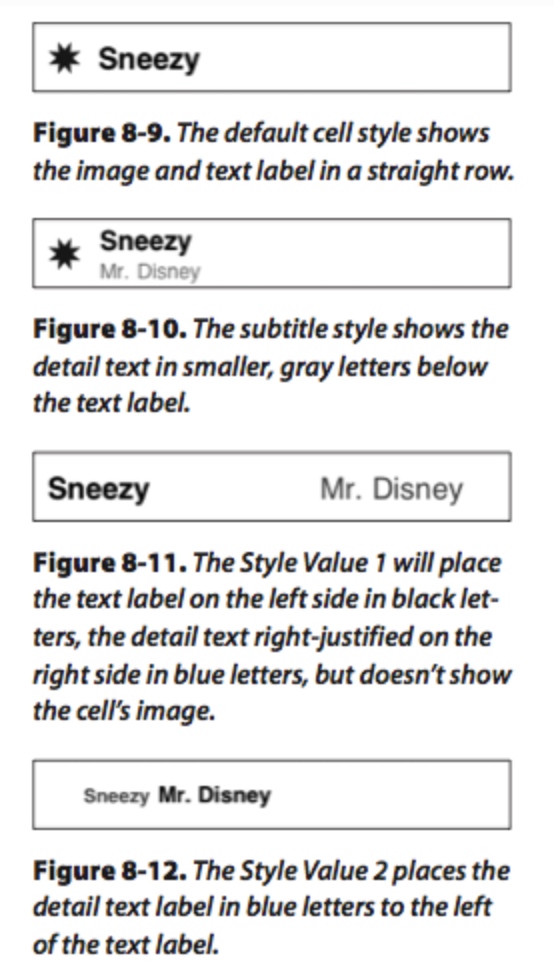 Sneezy
Figure 8-9. The default cell style shows
the image and text label in a straight row.
Sneezy
Mr. Disney
Figure 8-10. The subtitle style shows the
detail text in smaller, gray letters below
the text label.
Sneezy Mr. Disney
Figure 8-11. The Style Value 1 will place
the text label on the left side in black let-
ters, the detail text right-justified on the
right side in blue letters, but doesn’t show
the cell’s image.
Sneezy Mr. Disney
Figure 8-12. The Style Value 2 places the
detail text label in blue letters to the left
of the text label.